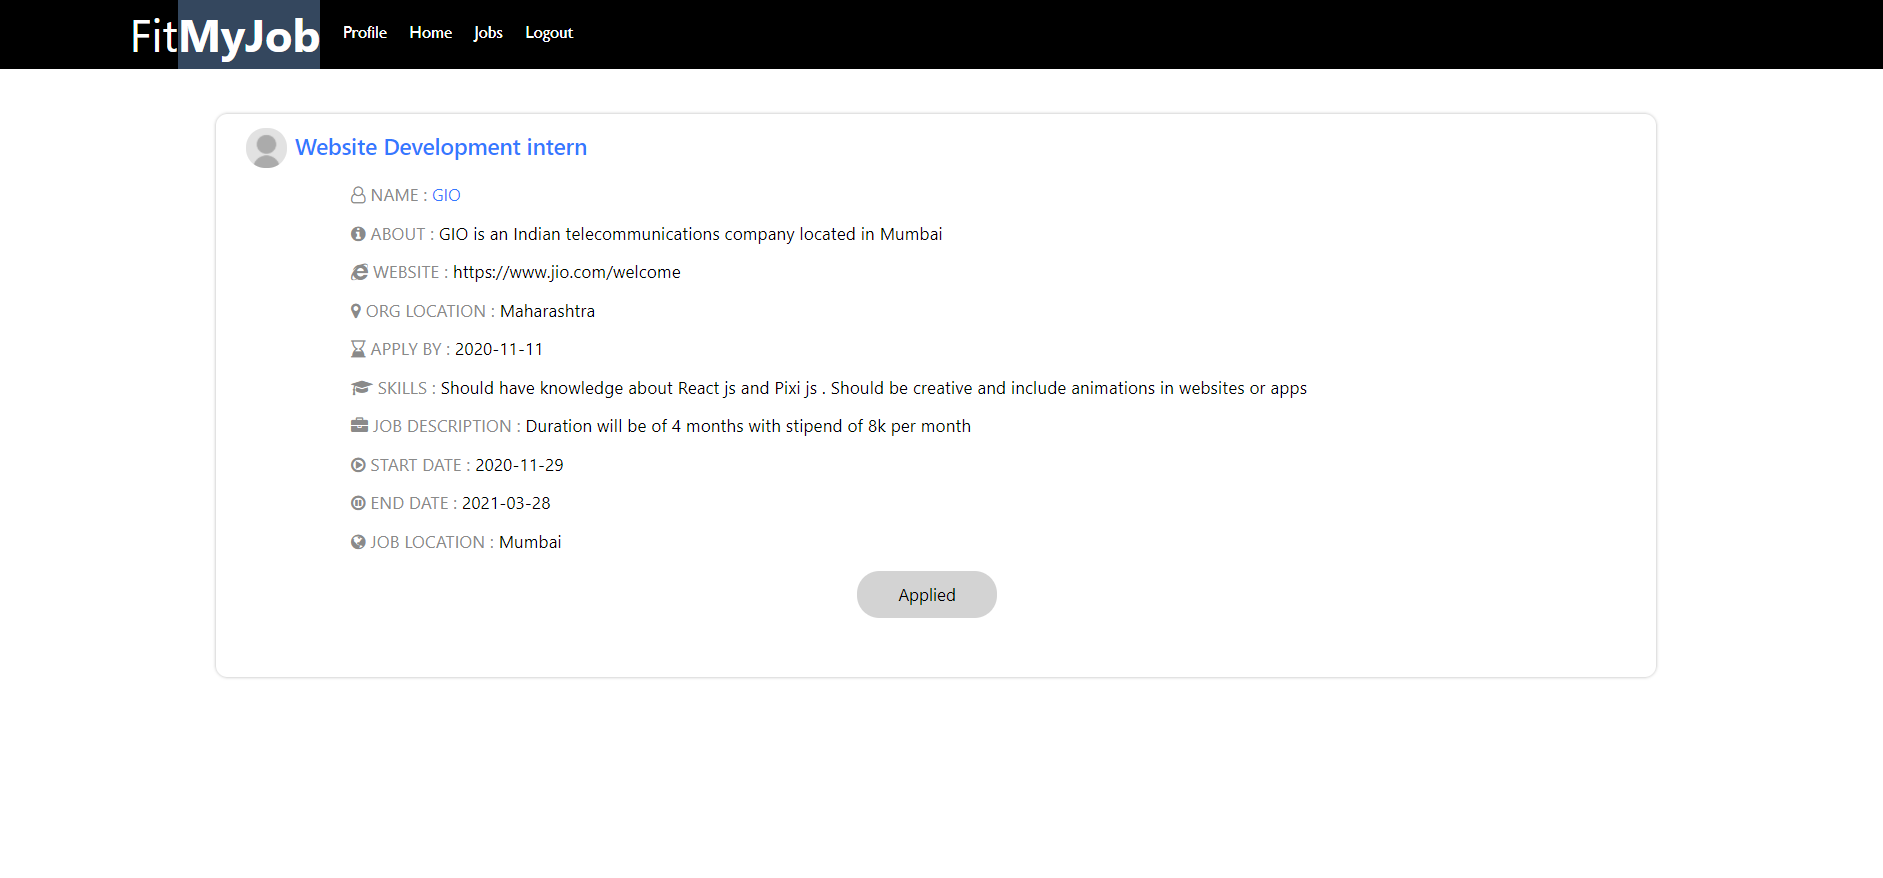 FitMyJob Profile Home Jobs Logout
Website Development intern
NAME : GIO
ABOUT : GIO is an Indian telecommunications company located in Mumbai
WEBSITE : https://www.jio.com/welcome
ORG LOCATION : Maharashtra
APPLY BY : 2020-11-11
SKILLS : Should have knowledge about React js and Pixi js . Should be creative and include animations in websites or apps
JOB DESCRIPTION : Duration will be of 4 months with stipend of 8k per month
START DATE : 2020-11-29
END DATE : 2021-03-28
JOB LOCATION : Mumbai
Applied